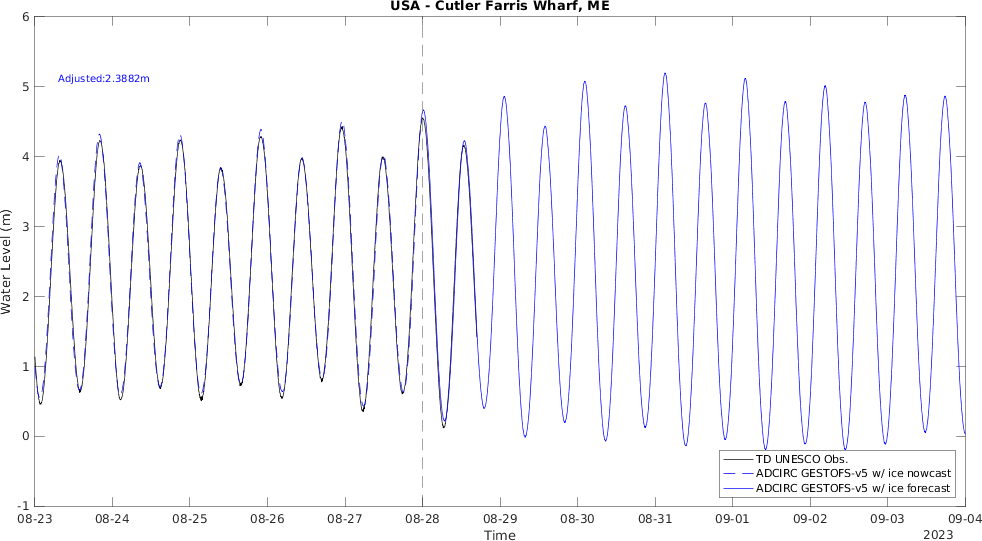 USA - Cutler Farris Wharf, ME
6
5
4
3
2
1
0
-1
Water Level (m)
Adjusted:2.3882m
TD UNESCO Obs.
ADCIRC GESTOFS-v5 w/ ice nowcast
ADCIRC GESTOFS-v5 w/ ice forecast
08-23 08-24 08-25 08-26 08-27 08-28 08-29 08-30 08-31 09-01 09-02 09-03 09-04
Time
2023